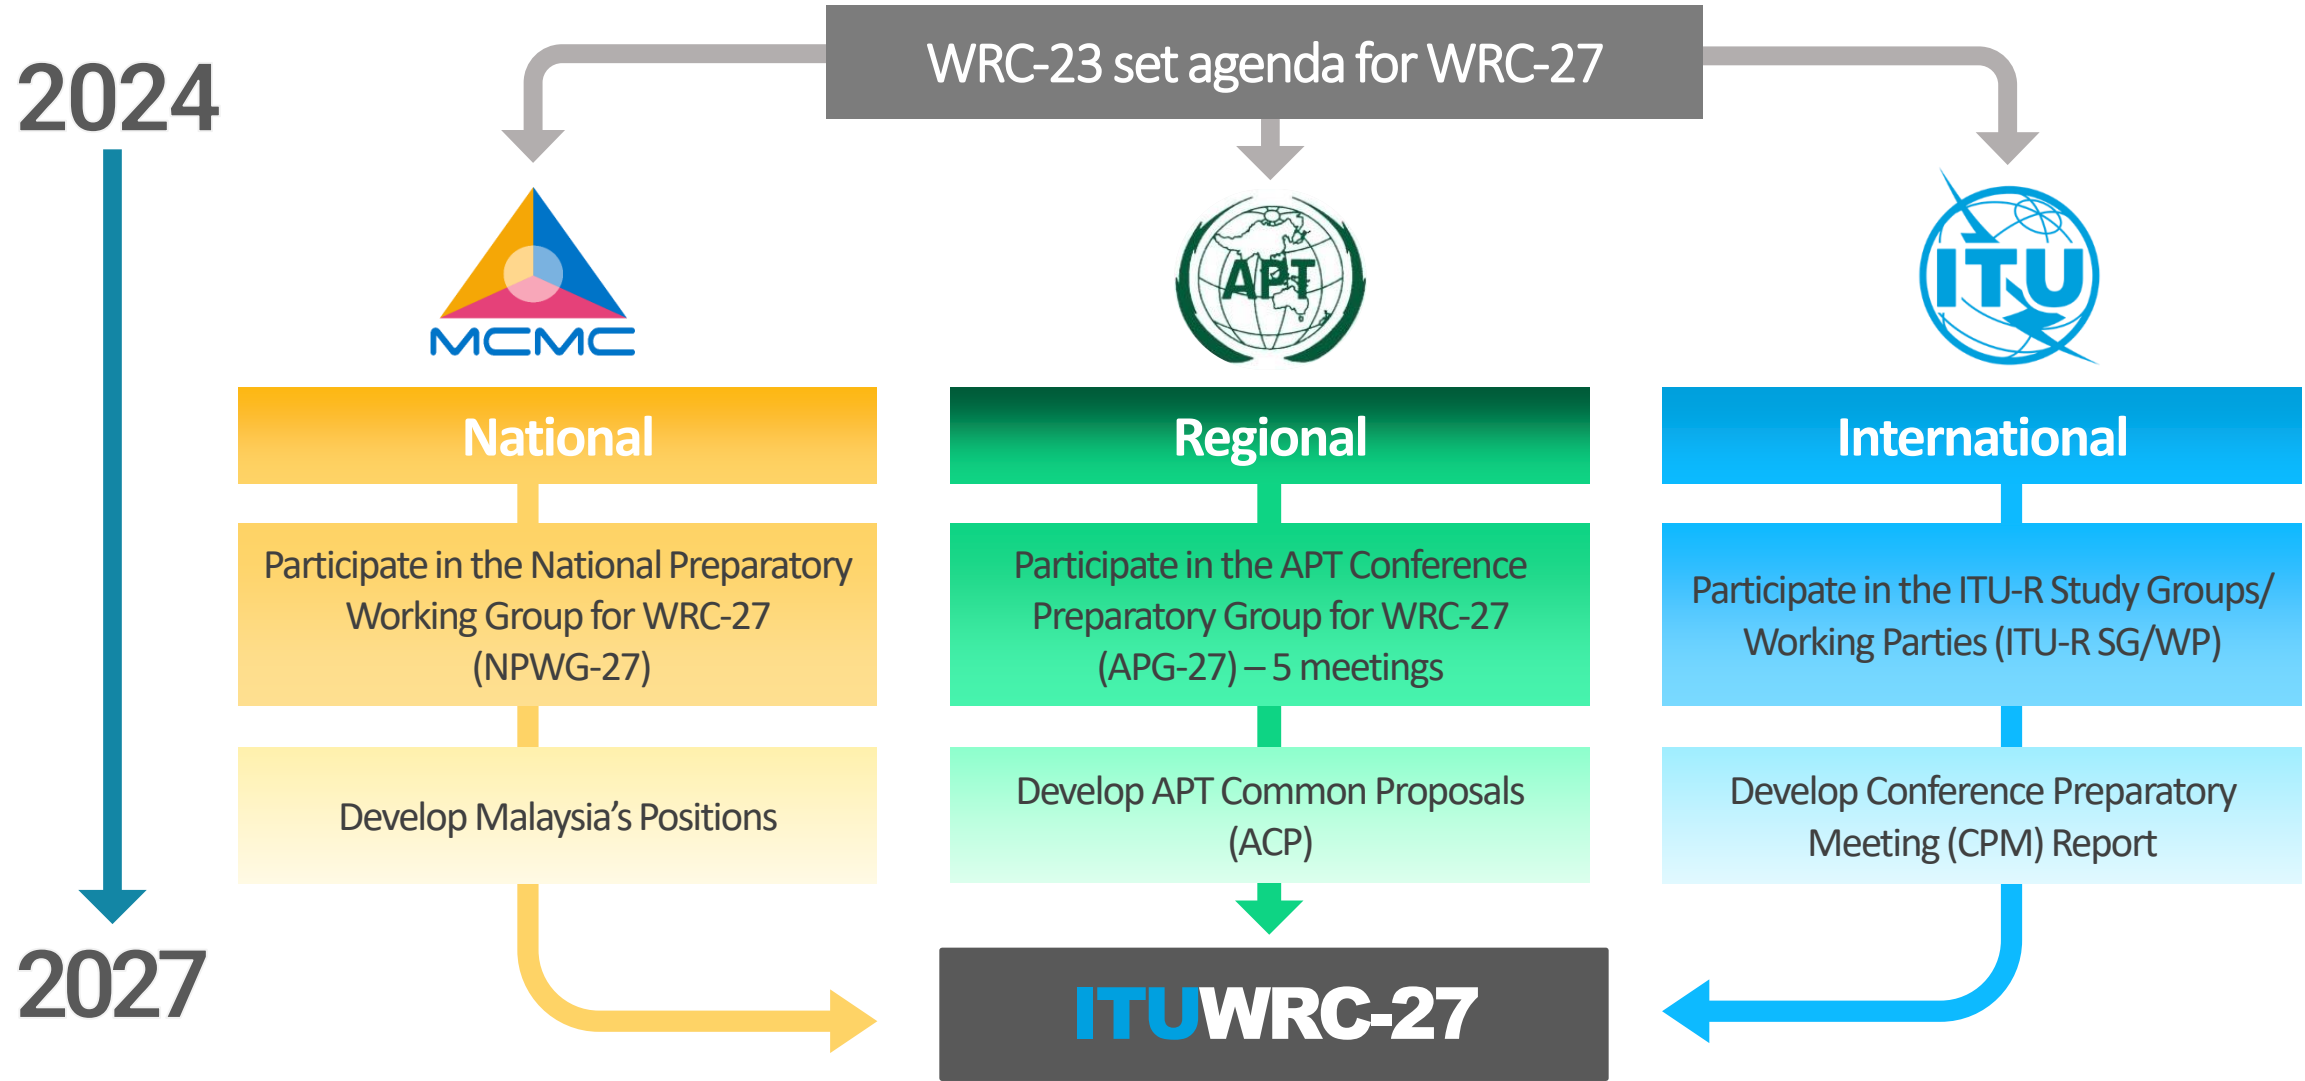 WRC-23 set agenda for WRC-27
2024
MCMC
APT
ITU
National
Participate in the National Preparatory
Working Group for WRC-27
(NPWG-27)
Develop Malaysia’s Positions
Regional
Participate in the APT Conference
Preparatory Group for WRC-27
(APG-27) – 5 meetings
Develop APT Common Proposals
(ACP)
International
Participate in the ITU-R Study Groups/
Working Parties (ITU-R SG/WP)
Develop Conference Preparatory
Meeting (CPM) Report
2027
ITUWRC-27